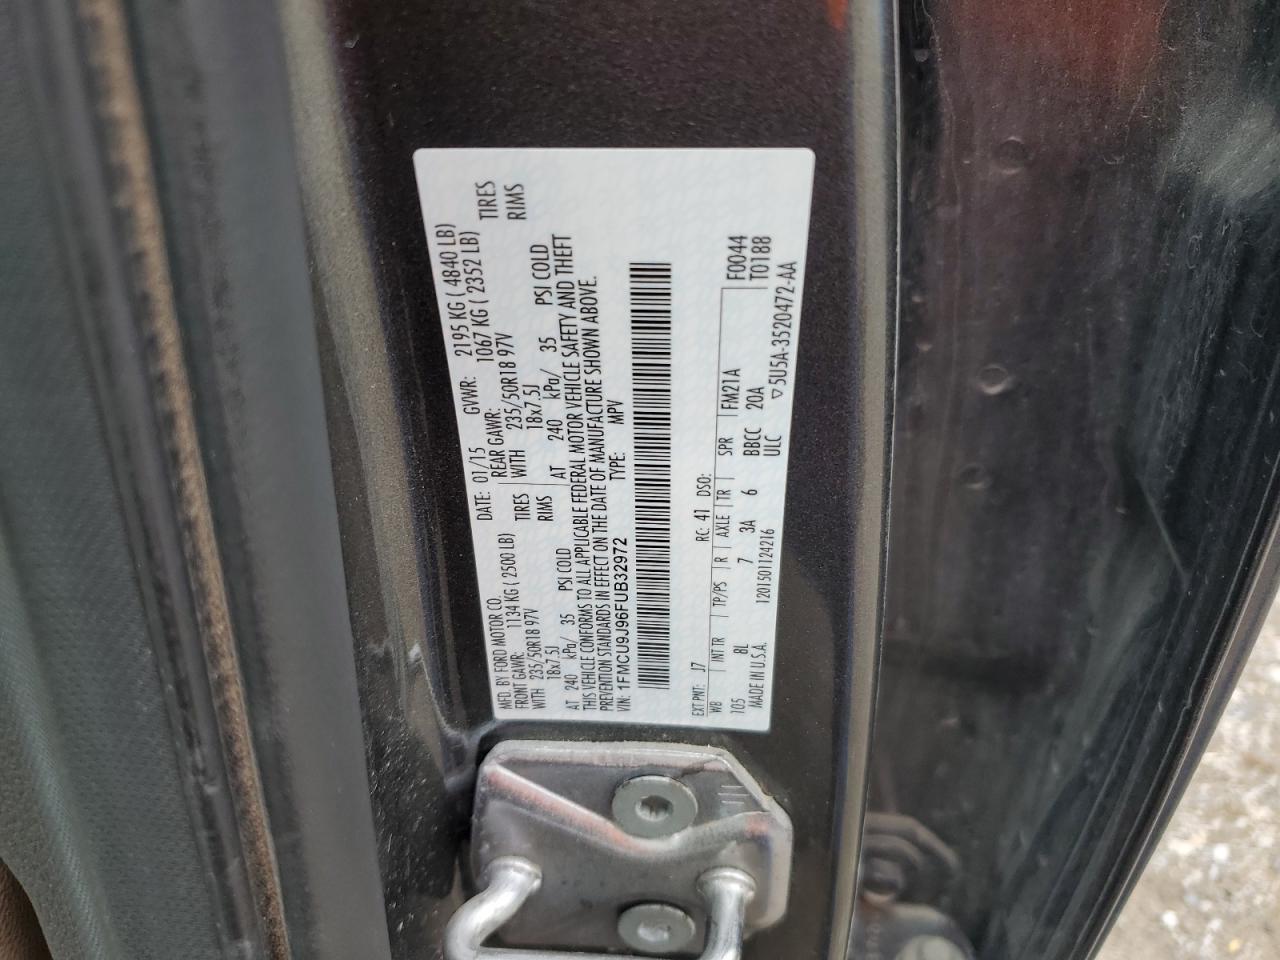 MFD. BY FORD MOTOR CO. DATE: 01/15 GVWR: 2195 KG ( 4840 LB)
FRONT GAWR: 1134 KG ( 2500 LB) REAR GAWR: 1067 KG ( 2352 LB)
WITH 235/50R18 97V TIRES WITH 235/50R18 97V TIRES
18x7.5J RIMS 18x7.5J RIMS
AT 240 kPa/ 35 PSI COLD AT 240 kPa/ 35 PSI COLD
THIS VEHICLE CONFORMS TO ALL APPLICABLE FEDERAL MOTOR VEHICLE SAFETY AND THEFT
PREVENTION STANDARDS IN EFFECT ON THE DATE OF MANUFACTURE SHOWN ABOVE.
VIN: 1FMCU9J96FUB32972 TYPE: MPV
EXT PNT: J7 RC: 41 DSO: F0044
WB INT TR TP/PS R AXLE TR SPR FM21A T0188
105 8L 7 3A 6 BBCC 20A
MADE IN U.S.A. 120150112​4216 ULC ▽5U5A-3520472-AA